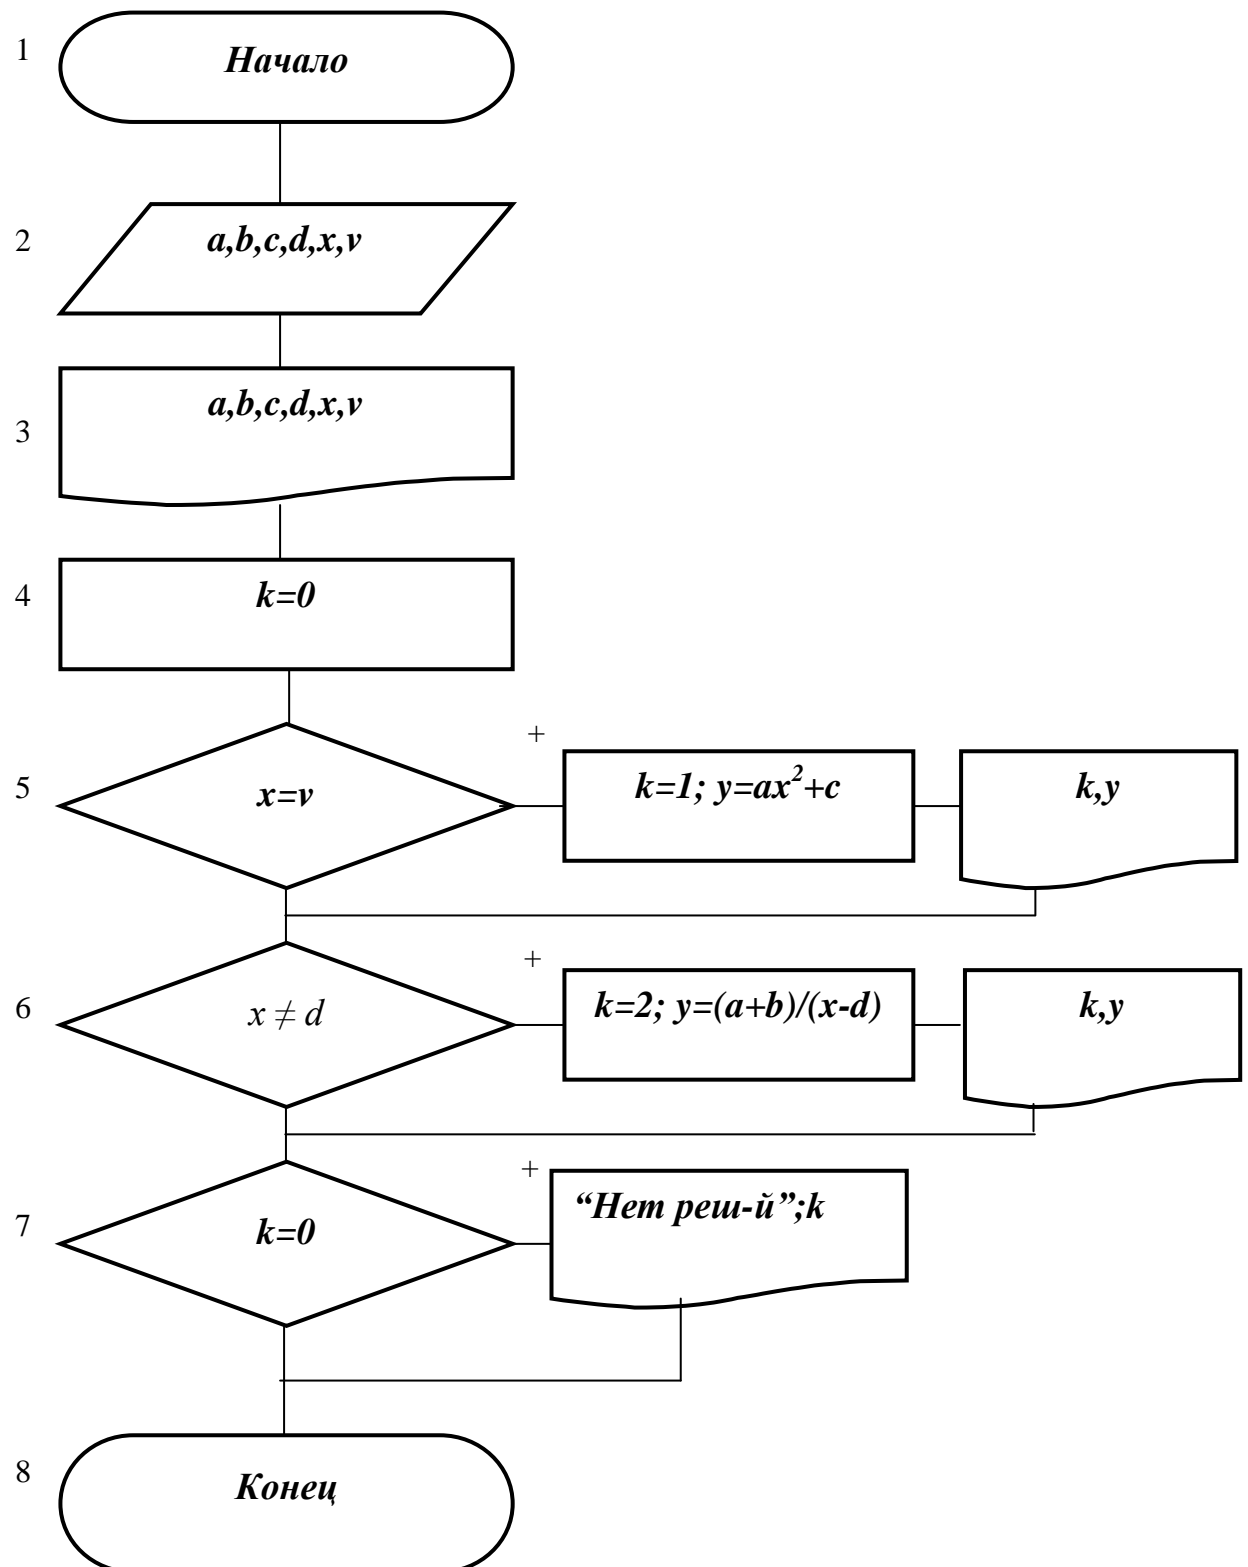 1
Начало
2
a,b,c,d,x,v
3
a,b,c,d,x,v
4
k=0
5
x=v
+
k=1; y=ax²+c
k,y
6
x ≠ d
+
k=2; y=(a+b)/(x-d)
k,y
7
k=0
+
“Нет реш-й”;k
8
Конец